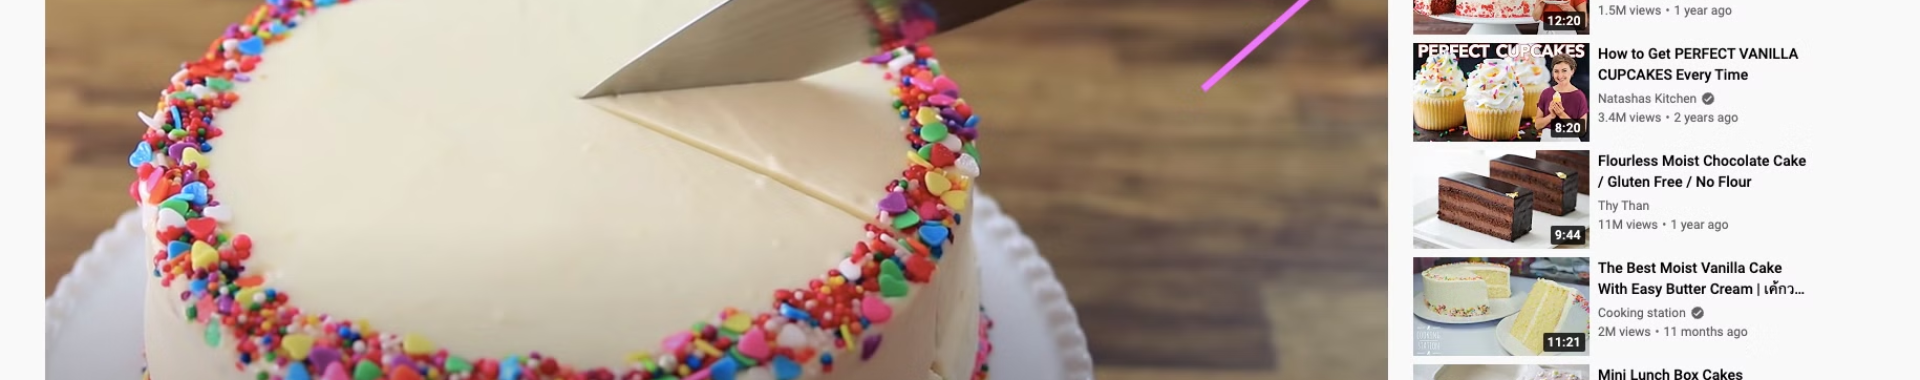 12:20
1.5M views • 1 year ago
PERFECT CUPCAKES
8:20
How to Get PERFECT VANILLA
CUPCAKES Every Time
Natashas Kitchen
3.4M views • 2 years ago
9:44
Flourless Moist Chocolate Cake
/ Gluten Free / No Flour
Thy Than
11M views • 1 year ago
11:21
The Best Moist Vanilla Cake
With Easy Butter Cream | เค้กว...
Cooking station
2M views • 11 months ago
Mini Lunch Box Cakes